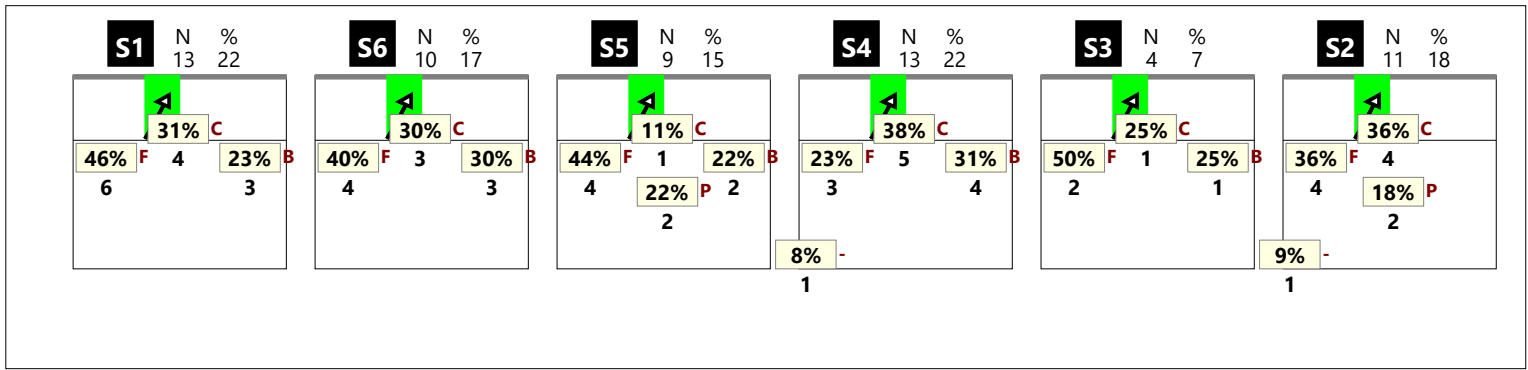 S1 N % 13 22
31% C
46% F 4 23% B
6 3
S6 N % 10 17
30% C
40% F 3 30% B
4 3
S5 N % 9 15
11% C
44% F 1 22% B
4 22% P 2
2
S4 N % 13 22
38% C
23% F 5 31% B
3 4
8% -
1
S3 N % 4 7
25% C
50% F 1 25% B
2 1
S2 N % 11 18
36% C
36% F 4
4 18% P
2
9% -
1